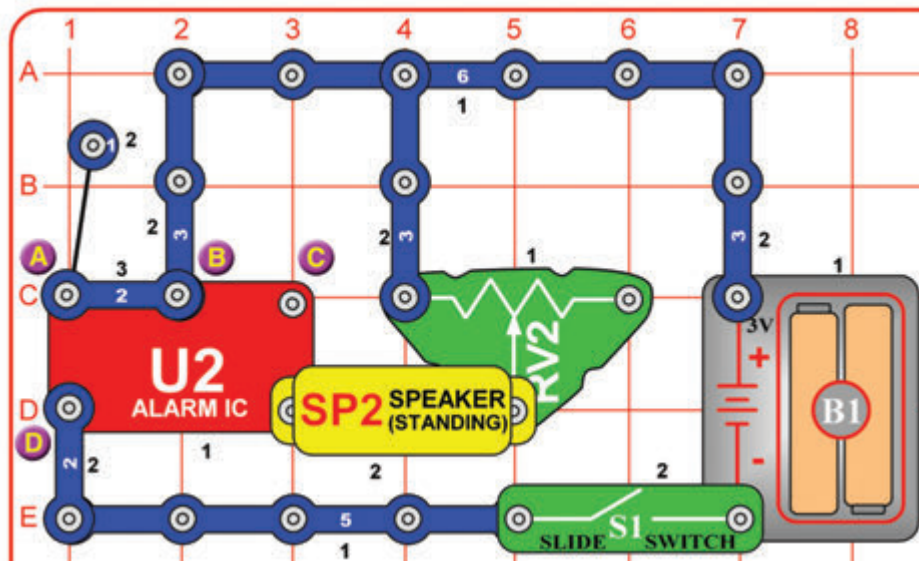 1 2 3 4 5 6 7 8
A
6
1
1 2
B
2 3
2 3
3 2
A
3
B
C
1
1
C
2
3V
+
U2
ALARM IC
RV2
D
SP2 SPEAKER
(STANDING)
B1
D
2 2
1
2
2
-
E
5
S1
SLIDE SWITCH
1